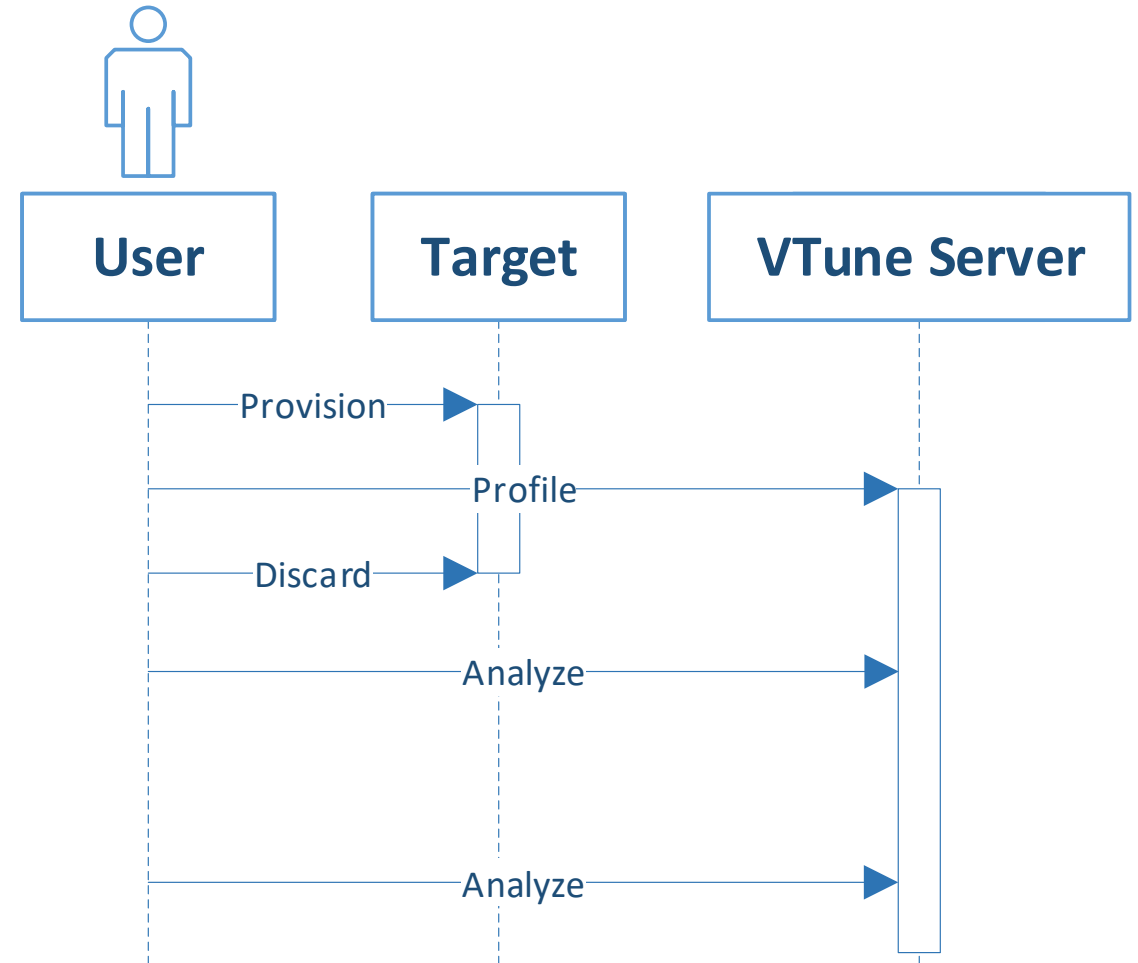 User
Target
VTune Server
Provision
Profile
Discard
Analyze
Analyze